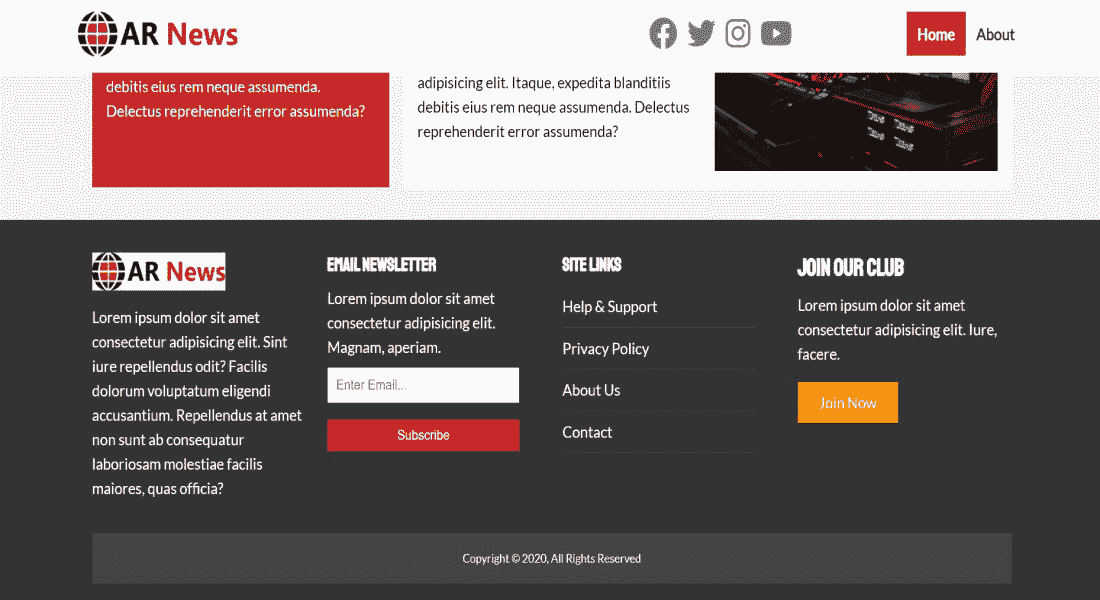 AR News
Home
About
debitis eius rem neque assumenda.
Delectus reprehenderit error assumenda?
adipisicing elit. Itaque, expedita blanditiis
debitis eius rem neque assumenda. Delectus
reprehenderit error assumenda?
AR News
Lorem ipsum dolor sit amet
consectetur adipisicing elit. Sint
iure repellendus odit? Facilis
dolorum voluptatum eligendi
accusantium. Repellendus at amet
non sunt ab consequatur
laboriosam molestiae facilis
maiores, quas officia?
EMAIL NEWSLETTER
Lorem ipsum dolor sit amet
consectetur adipisicing elit.
Magnam, aperiam.
Enter Email...
Subscribe
SITE LINKS
Help & Support
Privacy Policy
About Us
Contact
JOIN OUR CLUB
Lorem ipsum dolor sit amet
consectetur adipisicing elit. Iure,
facere.
Join Now
Copyright © 2020, All Rights Reserved